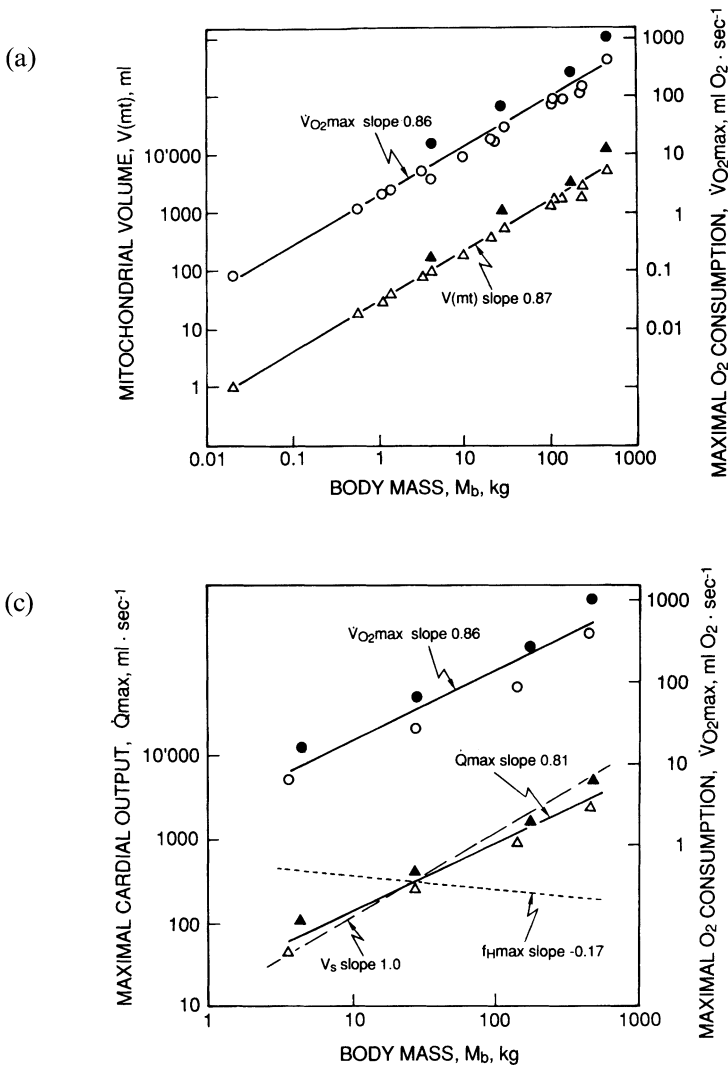 (a)
MITOCHONDRIAL VOLUME, V(mt), ml
10'000
1000
100
10
1
V̇O₂max slope 0.86
V(mt) slope 0.87
1000
100
10
1
0.1
0.01
MAXIMAL O₂ CONSUMPTION, V̇O₂max, ml O₂ · sec⁻¹
0.01 0.1 1 10 100 1000
BODY MASS, Mb, kg
(c)
MAXIMAL CARDIAL OUTPUT, Q̇max, ml · sec⁻¹
10'000
1000
100
10
V̇O₂max slope 0.86
Q̇max slope 0.81
Vs slope 1.0
fHmax slope -0.17
1000
100
10
1
MAXIMAL O₂ CONSUMPTION, V̇O₂max, ml O₂ · sec⁻¹
1 10 100 1000
BODY MASS, Mb, kg